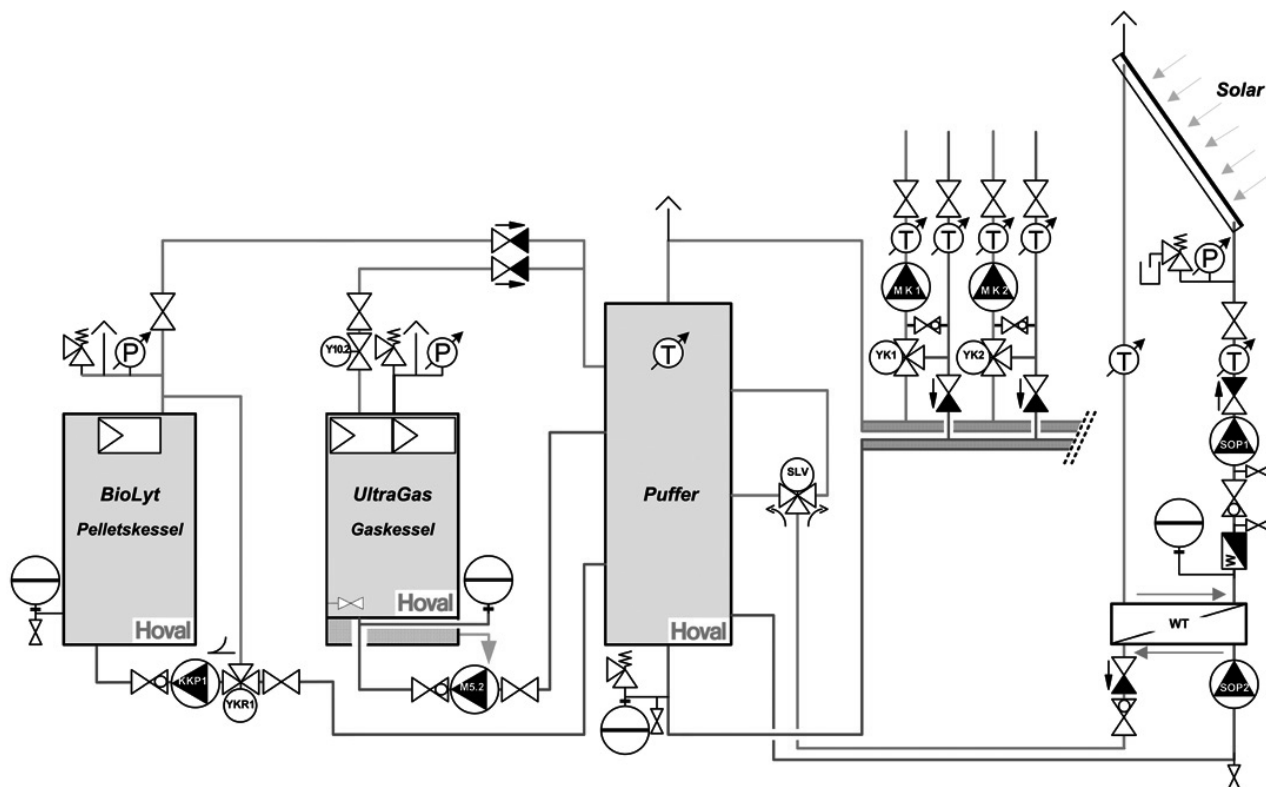 Solar
T
T
T
T
P
MK1
MK2
Y10.2
P
P
T
YK1
YK2
T
T
SOP1
BioLyt
Pelletskessel
UltraGas
Gaskessel
Puffer
SLV
W
Hoval
Hoval
Hoval
WT
KKP1
M5.2
SOP2
YKR1